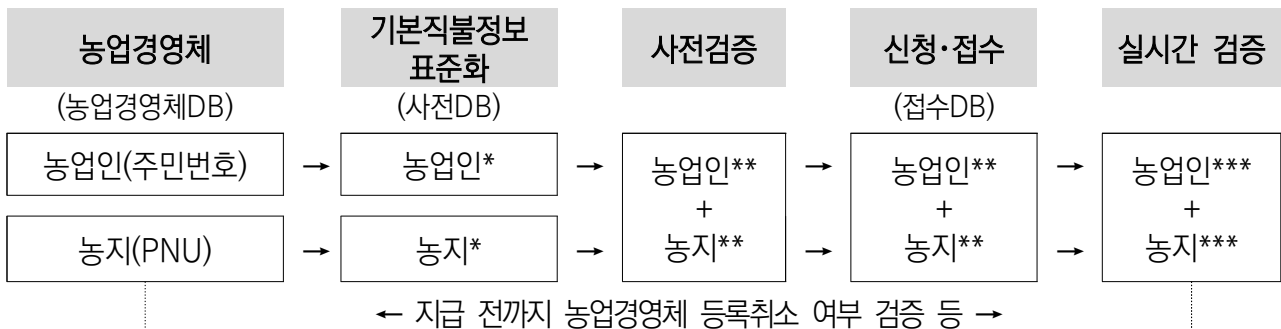 농업경영체 기본직불정보 표준화 사전검증 신청·접수 실시간 검증
(농업경영체DB) (사전DB) (접수DB)
농업인(주민번호) → 농업인* → 농업인** → 농업인** → 농업인***
+ + +
농지(PNU) → 농지* → 농지** → 농지** → 농지***
← 지급 전까지 농업경영체 등록취소 여부 검증 등 →